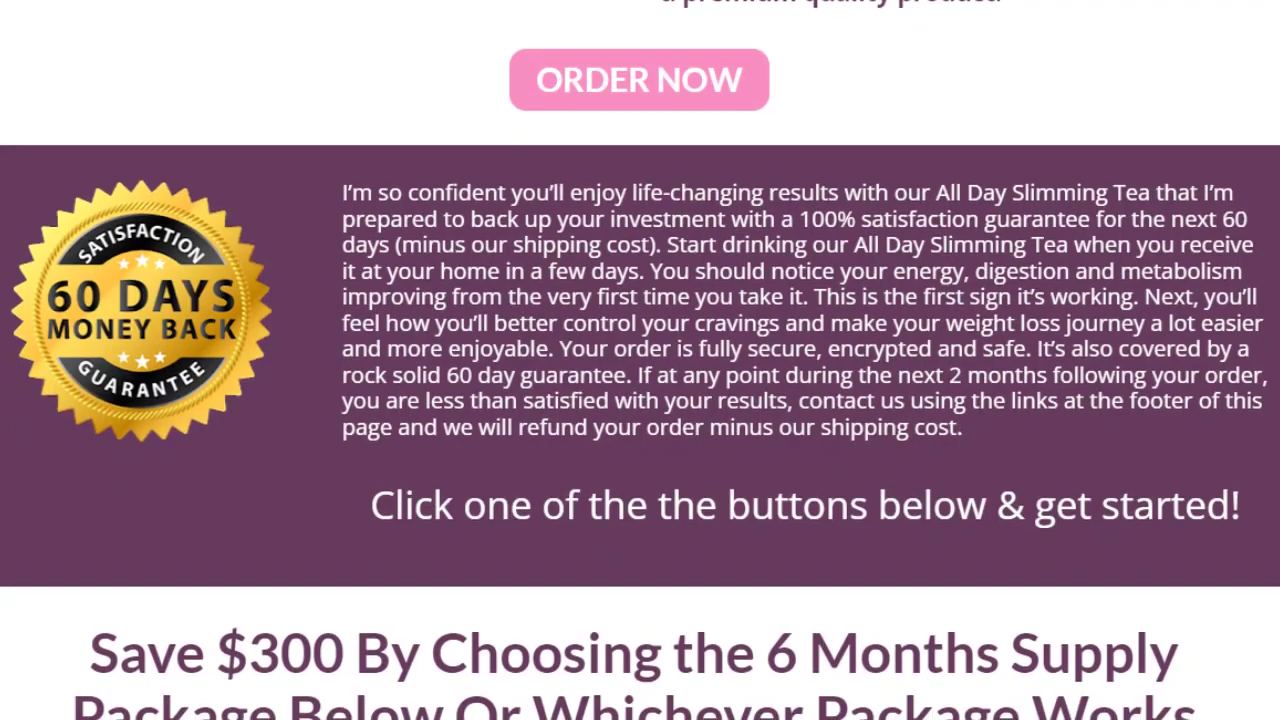 a premium quality product
ORDER NOW
SATISFACTION
60 DAYS
MONEY BACK
GUARANTEE
I'm so confident you'll enjoy life-changing results with our All Day Slimming Tea that I'm
prepared to back up your investment with a 100% satisfaction guarantee for the next 60
days (minus our shipping cost). Start drinking our All Day Slimming Tea when you receive
it at your home in a few days. You should notice your energy, digestion and metabolism
improving from the very first time you take it. This is the first sign it's working. Next, you'll
feel how you'll better control your cravings and make your weight loss journey a lot easier
and more enjoyable. Your order is fully secure, encrypted and safe. It's also covered by a
rock solid 60 day guarantee. If at any point during the next 2 months following your order,
you are less than satisfied with your results, contact us using the links at the footer of this
page and we will refund your order minus our shipping cost.
Click one of the the buttons below & get started!
Save $300 By Choosing the 6 Months Supply
Package Below Or Whichever Package Works